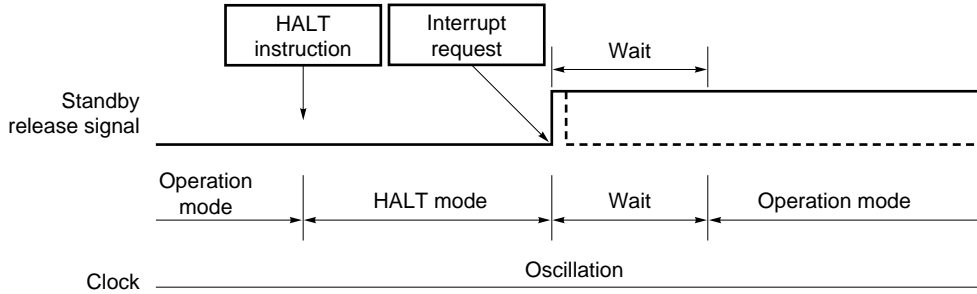 HALT
instruction
Interrupt
request
Wait
Standby
release signal
Operation
mode
HALT mode
Wait
Operation mode
Clock
Oscillation